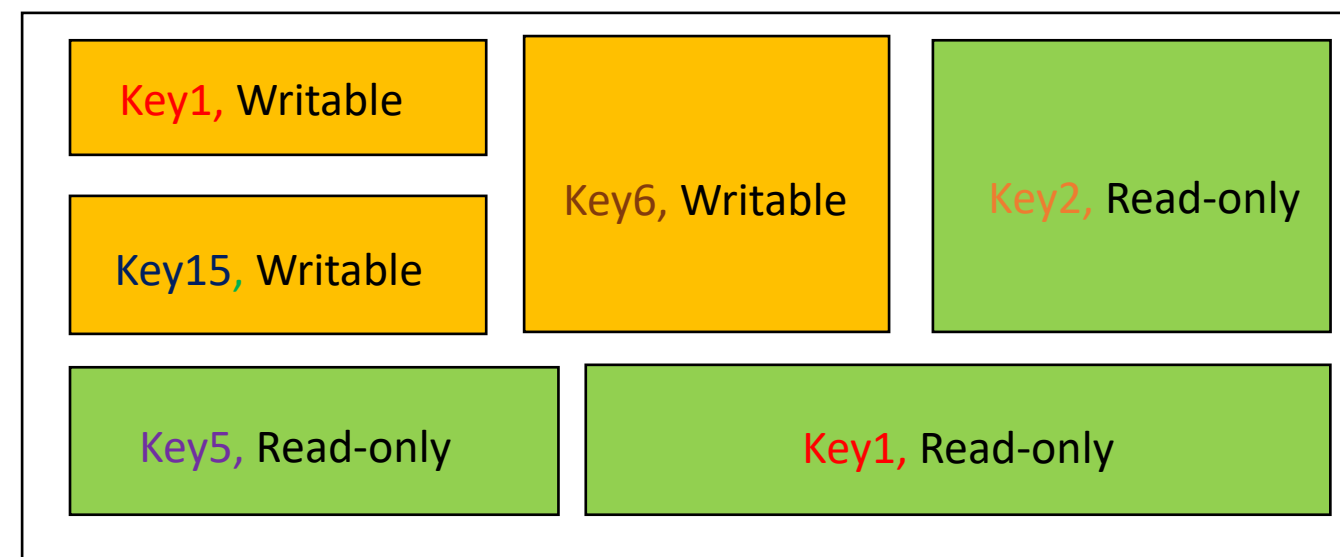 Key1, Writable
Key6, Writable
Key2, Read-only
Key15, Writable
Key5, Read-only
Key1, Read-only